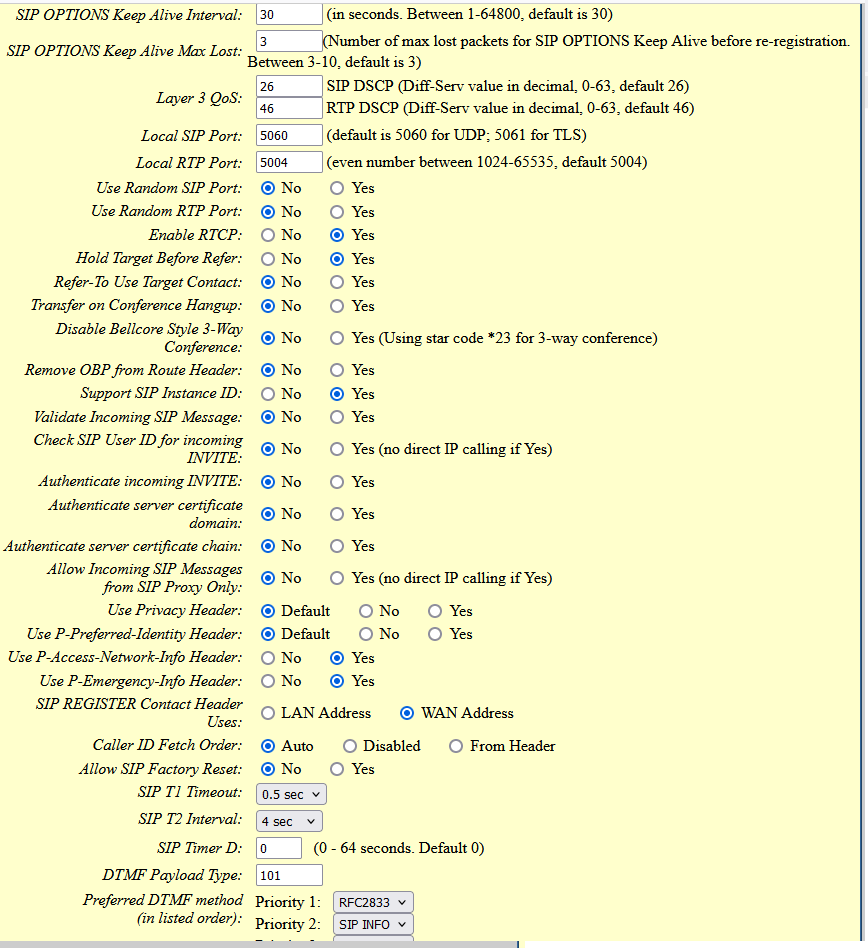 SIP OPTIONS Keep Alive Interval: 30 (in seconds. Between 1-64800, default is 30)
SIP OPTIONS Keep Alive Max Lost: 3 (Number of max lost packets for SIP OPTIONS Keep Alive before re-registration.
Between 3-10, default is 3)
Layer 3 QoS: 26 SIP DSCP (Diff-Serv value in decimal, 0-63, default 26)
46 RTP DSCP (Diff-Serv value in decimal, 0-63, default 46)
Local SIP Port: 5060 (default is 5060 for UDP; 5061 for TLS)
Local RTP Port: 5004 (even number between 1024-65535, default 5004)
Use Random SIP Port: No Yes
Use Random RTP Port: No Yes
Enable RTCP: No Yes
Hold Target Before Refer: No Yes
Refer-To Use Target Contact: No Yes
Transfer on Conference Hangup: No Yes
Disable Bellcore Style 3-Way
Conference: No Yes (Using star code *23 for 3-way conference)
Remove OBP from Route Header: No Yes
Support SIP Instance ID: No Yes
Validate Incoming SIP Message: No Yes
Check SIP User ID for incoming
INVITE: No Yes (no direct IP calling if Yes)
Authenticate incoming INVITE: No Yes
Authenticate server certificate
domain: No Yes
Authenticate server certificate chain: No Yes
Allow Incoming SIP Messages
from SIP Proxy Only: No Yes (no direct IP calling if Yes)
Use Privacy Header: Default No Yes
Use P-Preferred-Identity Header: Default No Yes
Use P-Access-Network-Info Header: No Yes
Use P-Emergency-Info Header: No Yes
SIP REGISTER Contact Header
Uses: LAN Address WAN Address
Caller ID Fetch Order: Auto Disabled From Header
Allow SIP Factory Reset: No Yes
SIP T1 Timeout: 0.5 sec
SIP T2 Interval: 4 sec
SIP Timer D: 0 (0 - 64 seconds. Default 0)
DTMF Payload Type: 101
Preferred DTMF method
(in listed order): Priority 1: RFC2833
Priority 2: SIP INFO